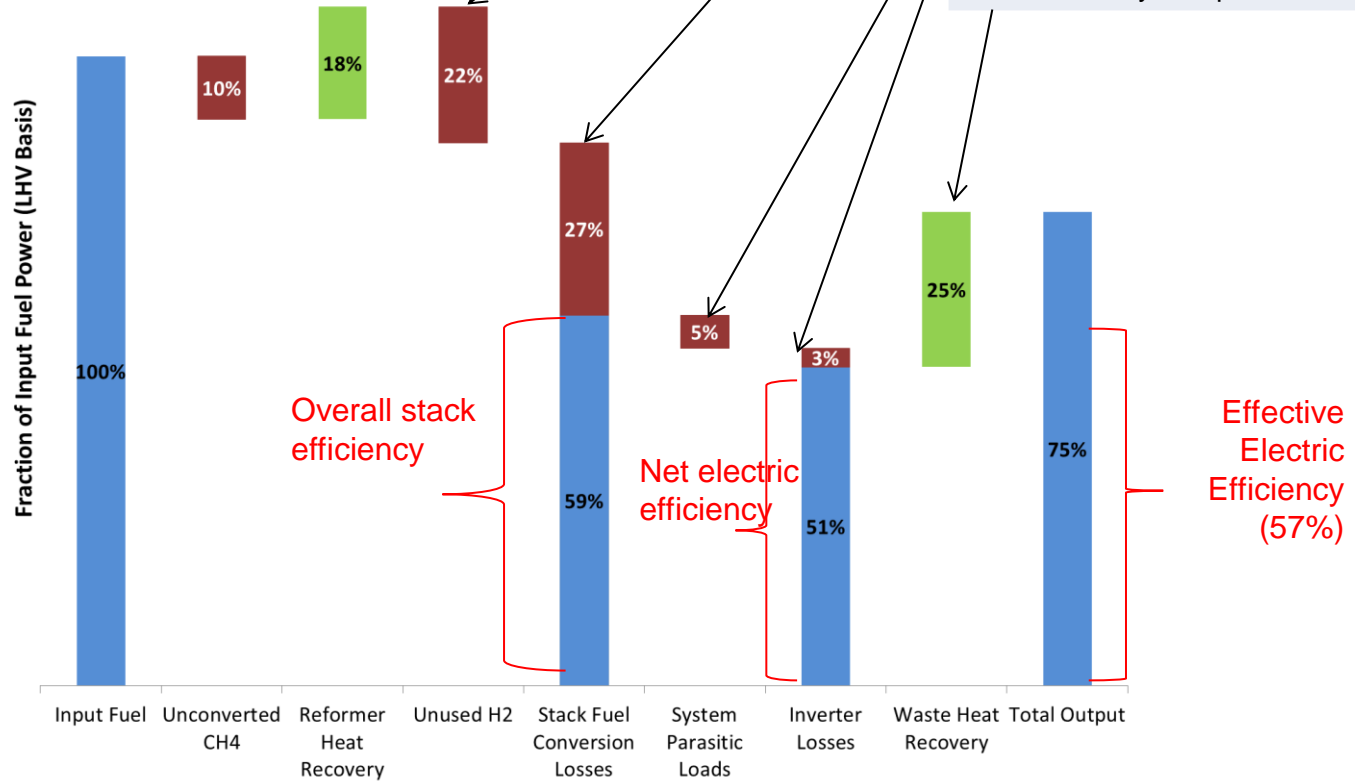 Fraction of Input Fuel Power (LHV Basis)
100%
10%
18%
22%
27%
59%
5%
3%
51%
25%
75%
Overall stack
efficiency
Net electric
efficiency
Effective
Electric
Efficiency
(57%)
Input Fuel
Unconverted
CH4
Reformer
Heat
Recovery
Unused H2
Stack Fuel
Conversion
Losses
System
Parasitic
Loads
Inverter
Losses
Waste Heat
Recovery
Total Output